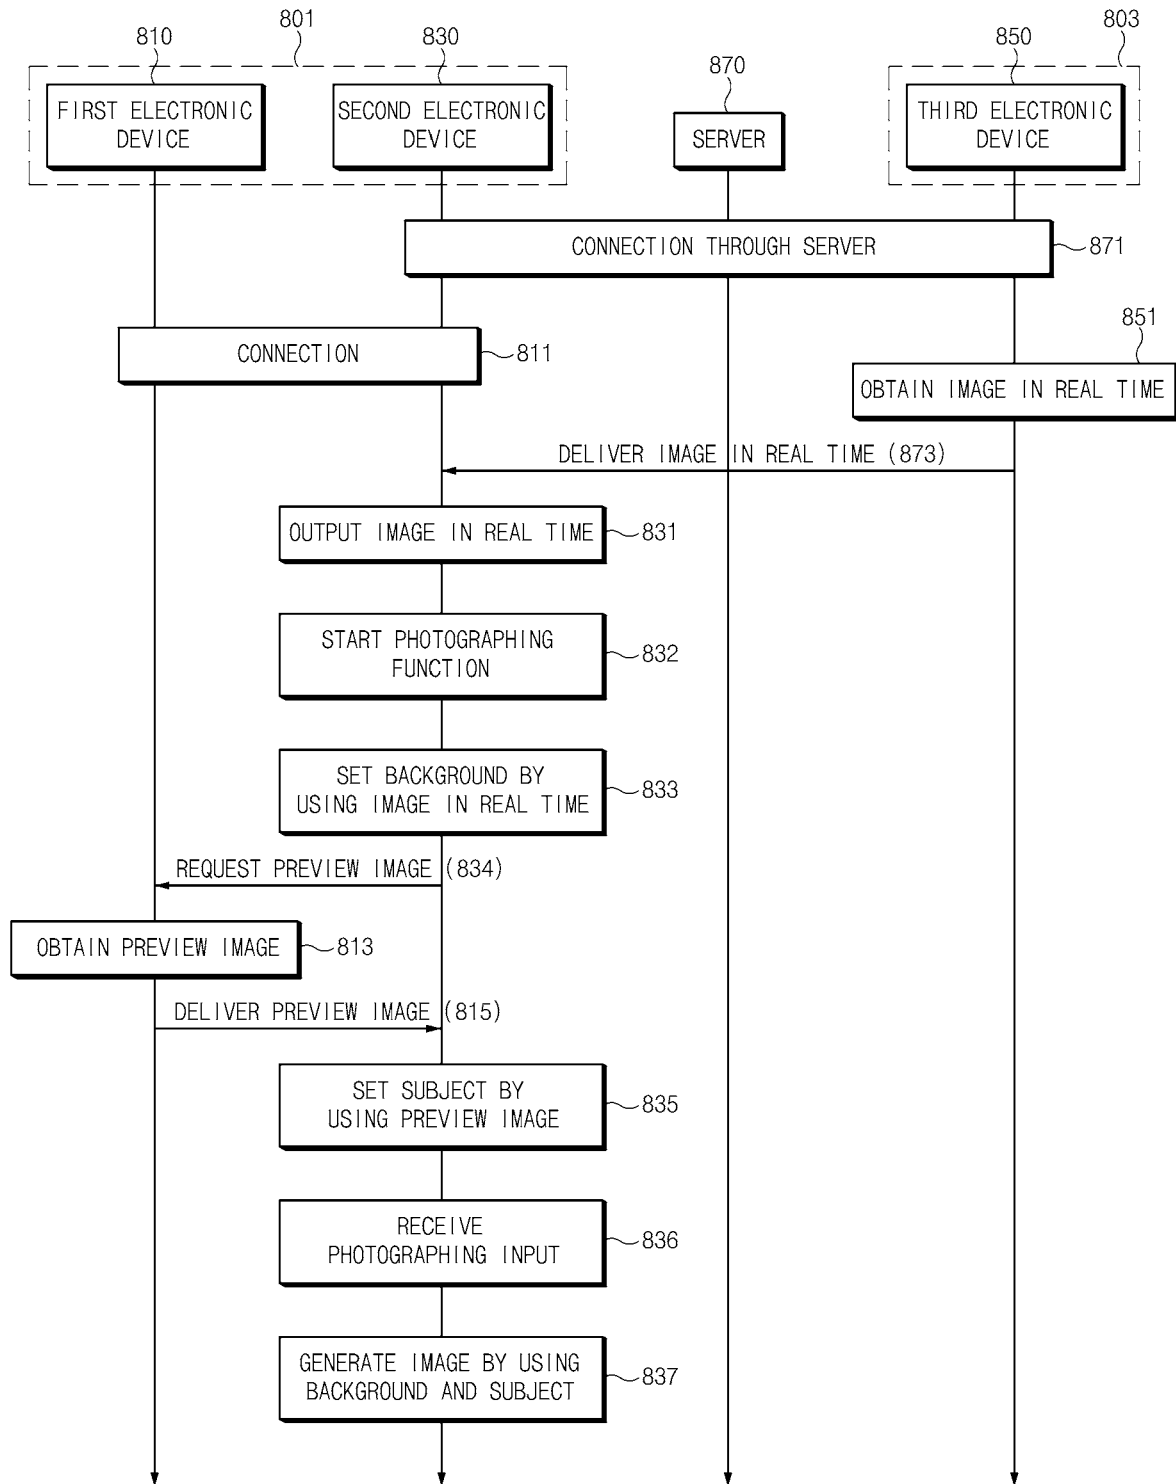 801
803
810
830
870
850
FIRST ELECTRONIC
DEVICE
SECOND ELECTRONIC
DEVICE
SERVER
THIRD ELECTRONIC
DEVICE
CONNECTION THROUGH SERVER
871
CONNECTION
811
851
OBTAIN IMAGE IN REAL TIME
DELIVER IMAGE IN REAL TIME (873)
OUTPUT IMAGE IN REAL TIME
831
START PHOTOGRAPHING
FUNCTION
832
SET BACKGROUND BY
USING IMAGE IN REAL TIME
833
REQUEST PREVIEW IMAGE (834)
OBTAIN PREVIEW IMAGE
813
DELIVER PREVIEW IMAGE (815)
SET SUBJECT BY
USING PREVIEW IMAGE
835
RECEIVE
PHOTOGRAPHING INPUT
836
GENERATE IMAGE BY USING
BACKGROUND AND SUBJECT
837